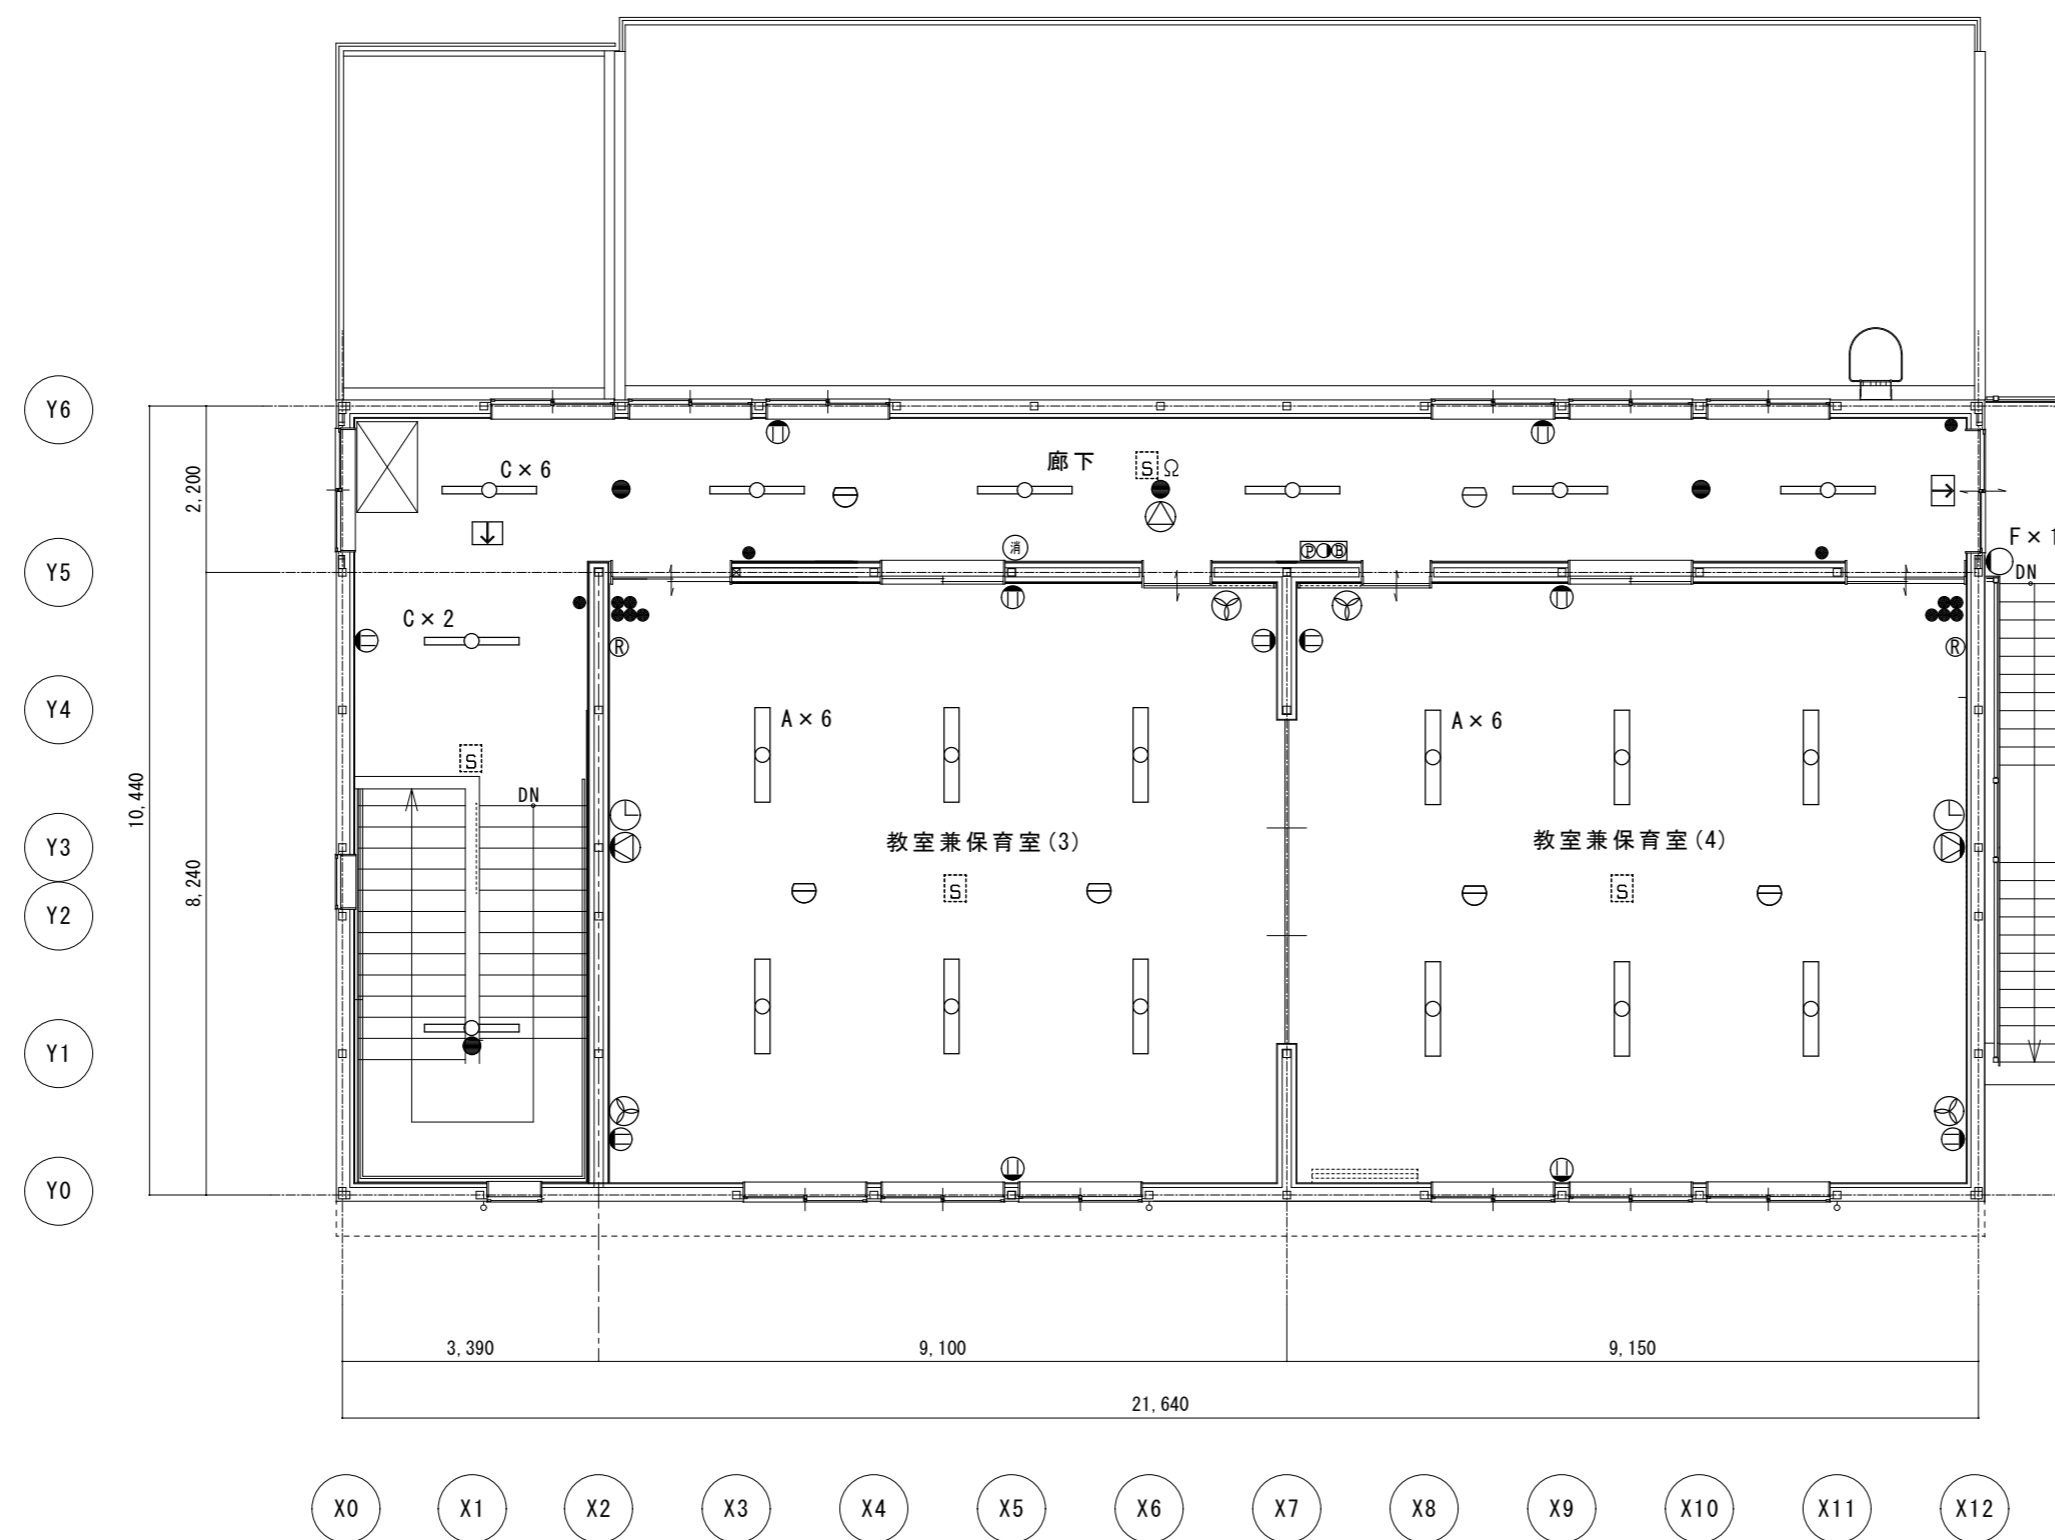 Y6
2,200
C×6
廊下
S Ω
消
P B
F×1
DN
Y5
C×2
R
R
Y4
A×6
A×6
10,440
S
DN
8,240
Y3
教室兼保育室(3)
教室兼保育室(4)
S
S
Y2
Y1
Y0
3,390
9,100
9,150
21,640
X0 X1 X2 X3 X4 X5 X6 X7 X8 X9 X10 X11 X12